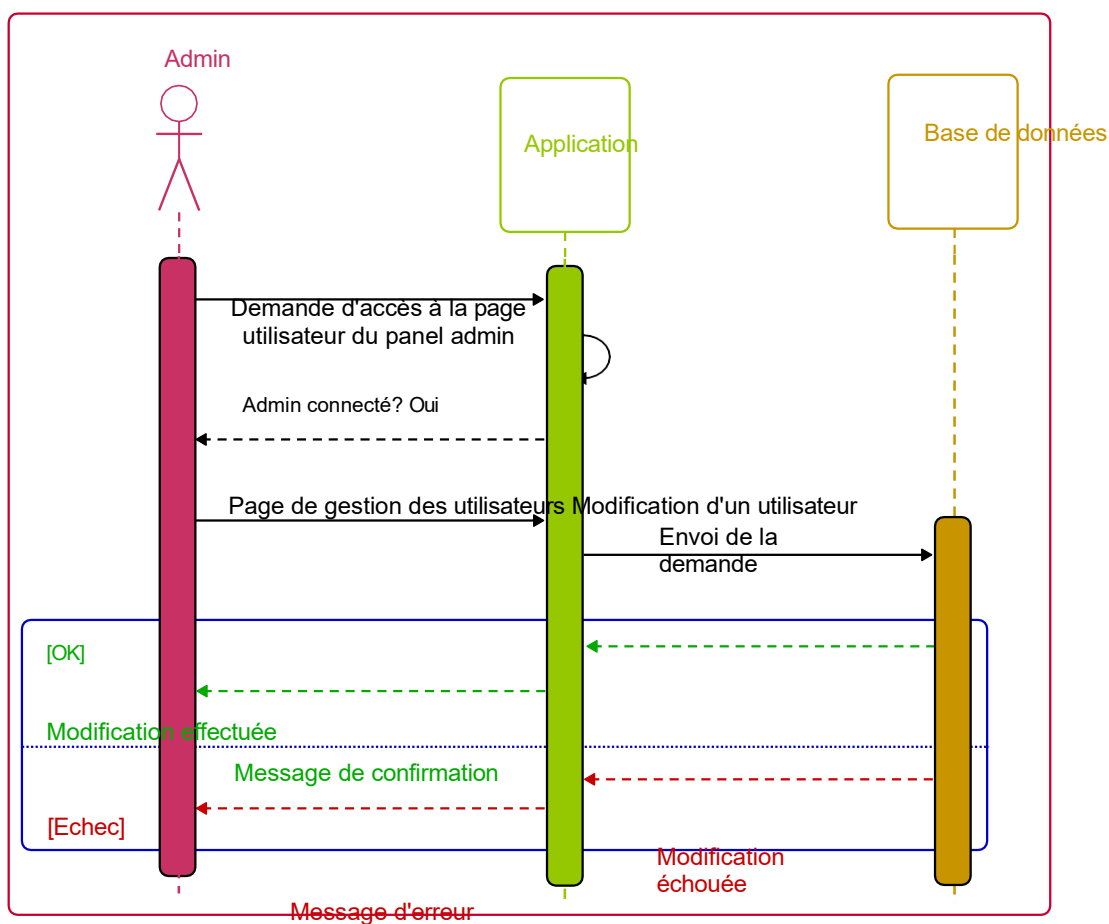 Admin
Application
Base de données
Demande d'accès à la page
utilisateur du panel admin
Admin connecté? Oui
Page de gestion des utilisateurs Modification d'un utilisateur
Envoi de la
demande
[OK]
Modification effectuée
Message de confirmation
[Echec]
Modification
échouée
Message d'erreur